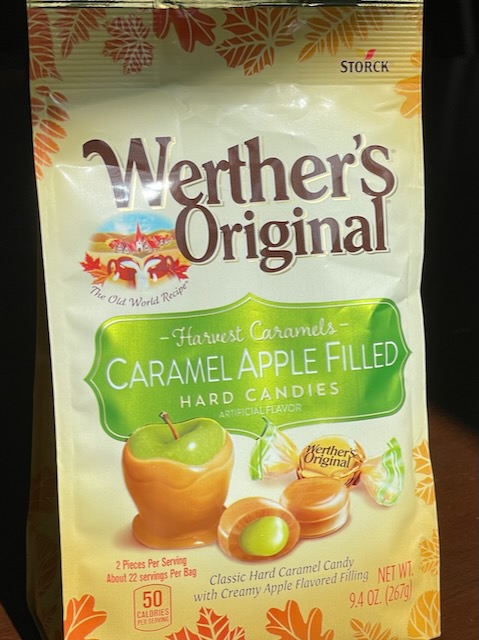 STORCK
Werther's
Original
The Old World Recipe
- Harvest Caramels -
CARAMEL APPLE FILLED
HARD CANDIES
ARTIFICIAL FLAVOR
Werther's
Original
2 Pieces Per Serving
About 22 servings Per Bag
50
CALORIES
PER SERVING
Classic Hard Caramel Candy
with Creamy Apple Flavored Filling
NET WT.
9.4 OZ. (267g)